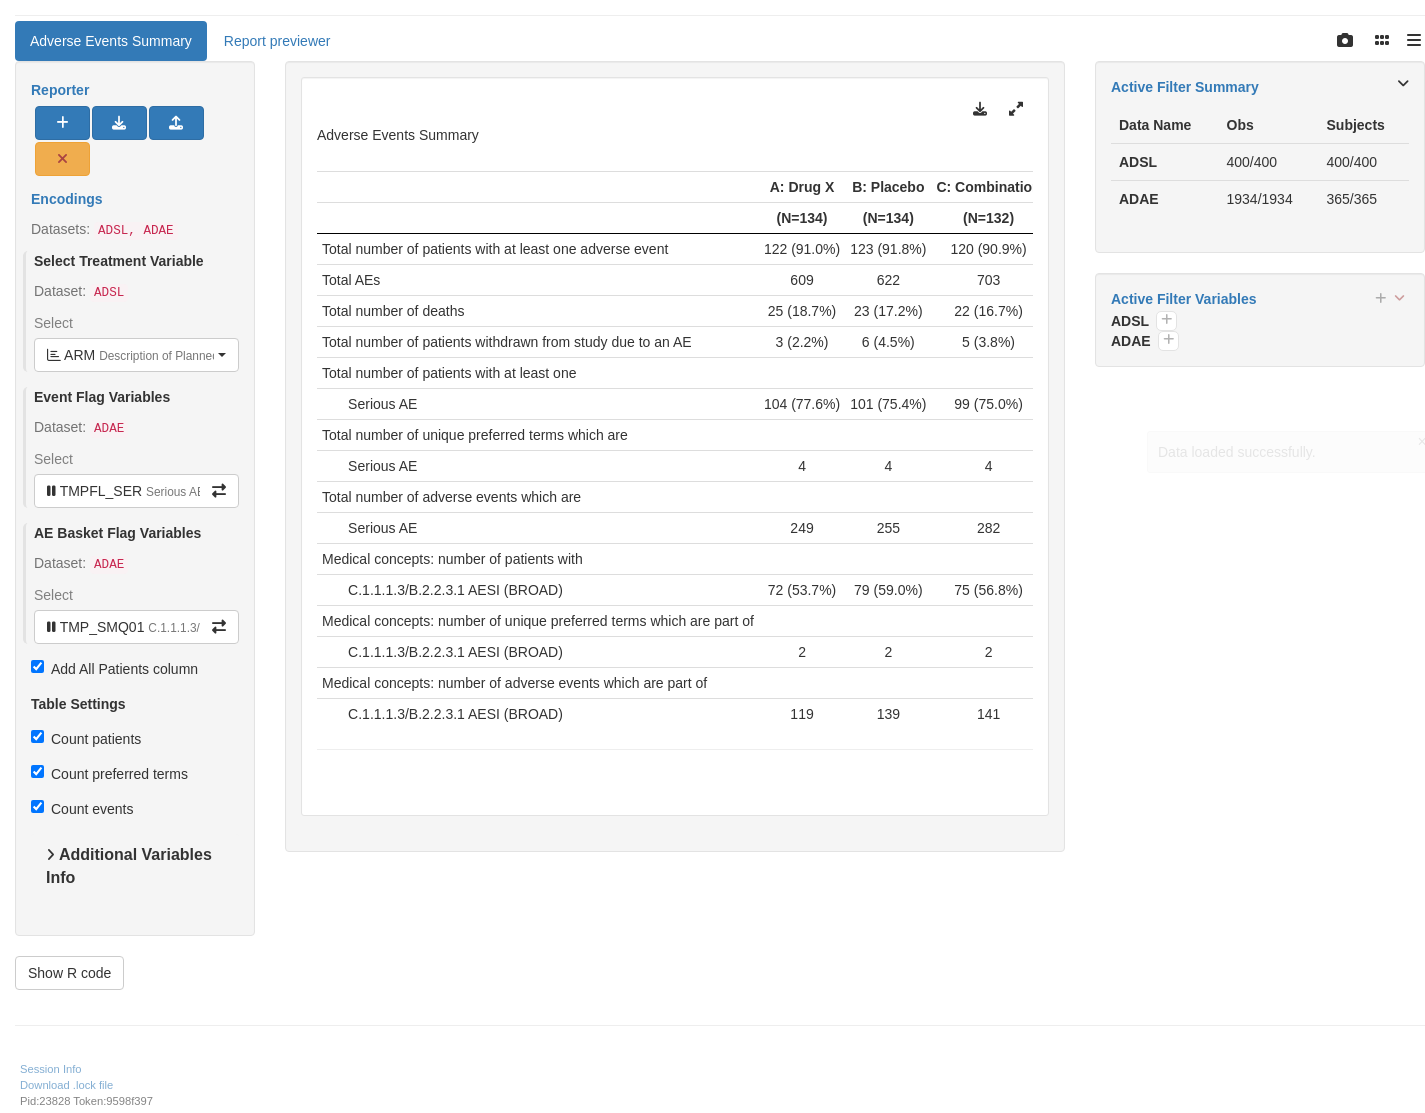 Adverse Events Summary
Report previewer
Reporter
Encodings
Datasets: ADSL, ADAE
Select Treatment Variable
Dataset: ADSL
Select
ARM Description of Planned
Event Flag Variables
Dataset: ADAE
Select
TMPFL_SER Serious AE
AE Basket Flag Variables
Dataset: ADAE
Select
TMP_SMQ01 C.1.1.1.3/
Add All Patients column
Table Settings
Count patients
Count preferred terms
Count events
Additional Variables
Info
Show R code
Adverse Events Summary
A: Drug X B: Placebo C: Combinatio
(N=134) (N=134) (N=132)
Total number of patients with at least one adverse event 122 (91.0%) 123 (91.8%) 120 (90.9%)
Total AEs 609 622 703
Total number of deaths 25 (18.7%) 23 (17.2%) 22 (16.7%)
Total number of patients withdrawn from study due to an AE 3 (2.2%) 6 (4.5%) 5 (3.8%)
Total number of patients with at least one
Serious AE 104 (77.6%) 101 (75.4%) 99 (75.0%)
Total number of unique preferred terms which are
Serious AE 4 4 4
Total number of adverse events which are
Serious AE 249 255 282
Medical concepts: number of patients with
C.1.1.1.3/B.2.2.3.1 AESI (BROAD) 72 (53.7%) 79 (59.0%) 75 (56.8%)
Medical concepts: number of unique preferred terms which are part of
C.1.1.1.3/B.2.2.3.1 AESI (BROAD) 2 2 2
Medical concepts: number of adverse events which are part of
C.1.1.1.3/B.2.2.3.1 AESI (BROAD) 119 139 141
Active Filter Summary
Data Name Obs Subjects
ADSL 400/400 400/400
ADAE 1934/1934 365/365
Active Filter Variables
ADSL
ADAE
Data loaded successfully.
Session Info
Download .lock file
Pid:23828 Token:9598f397